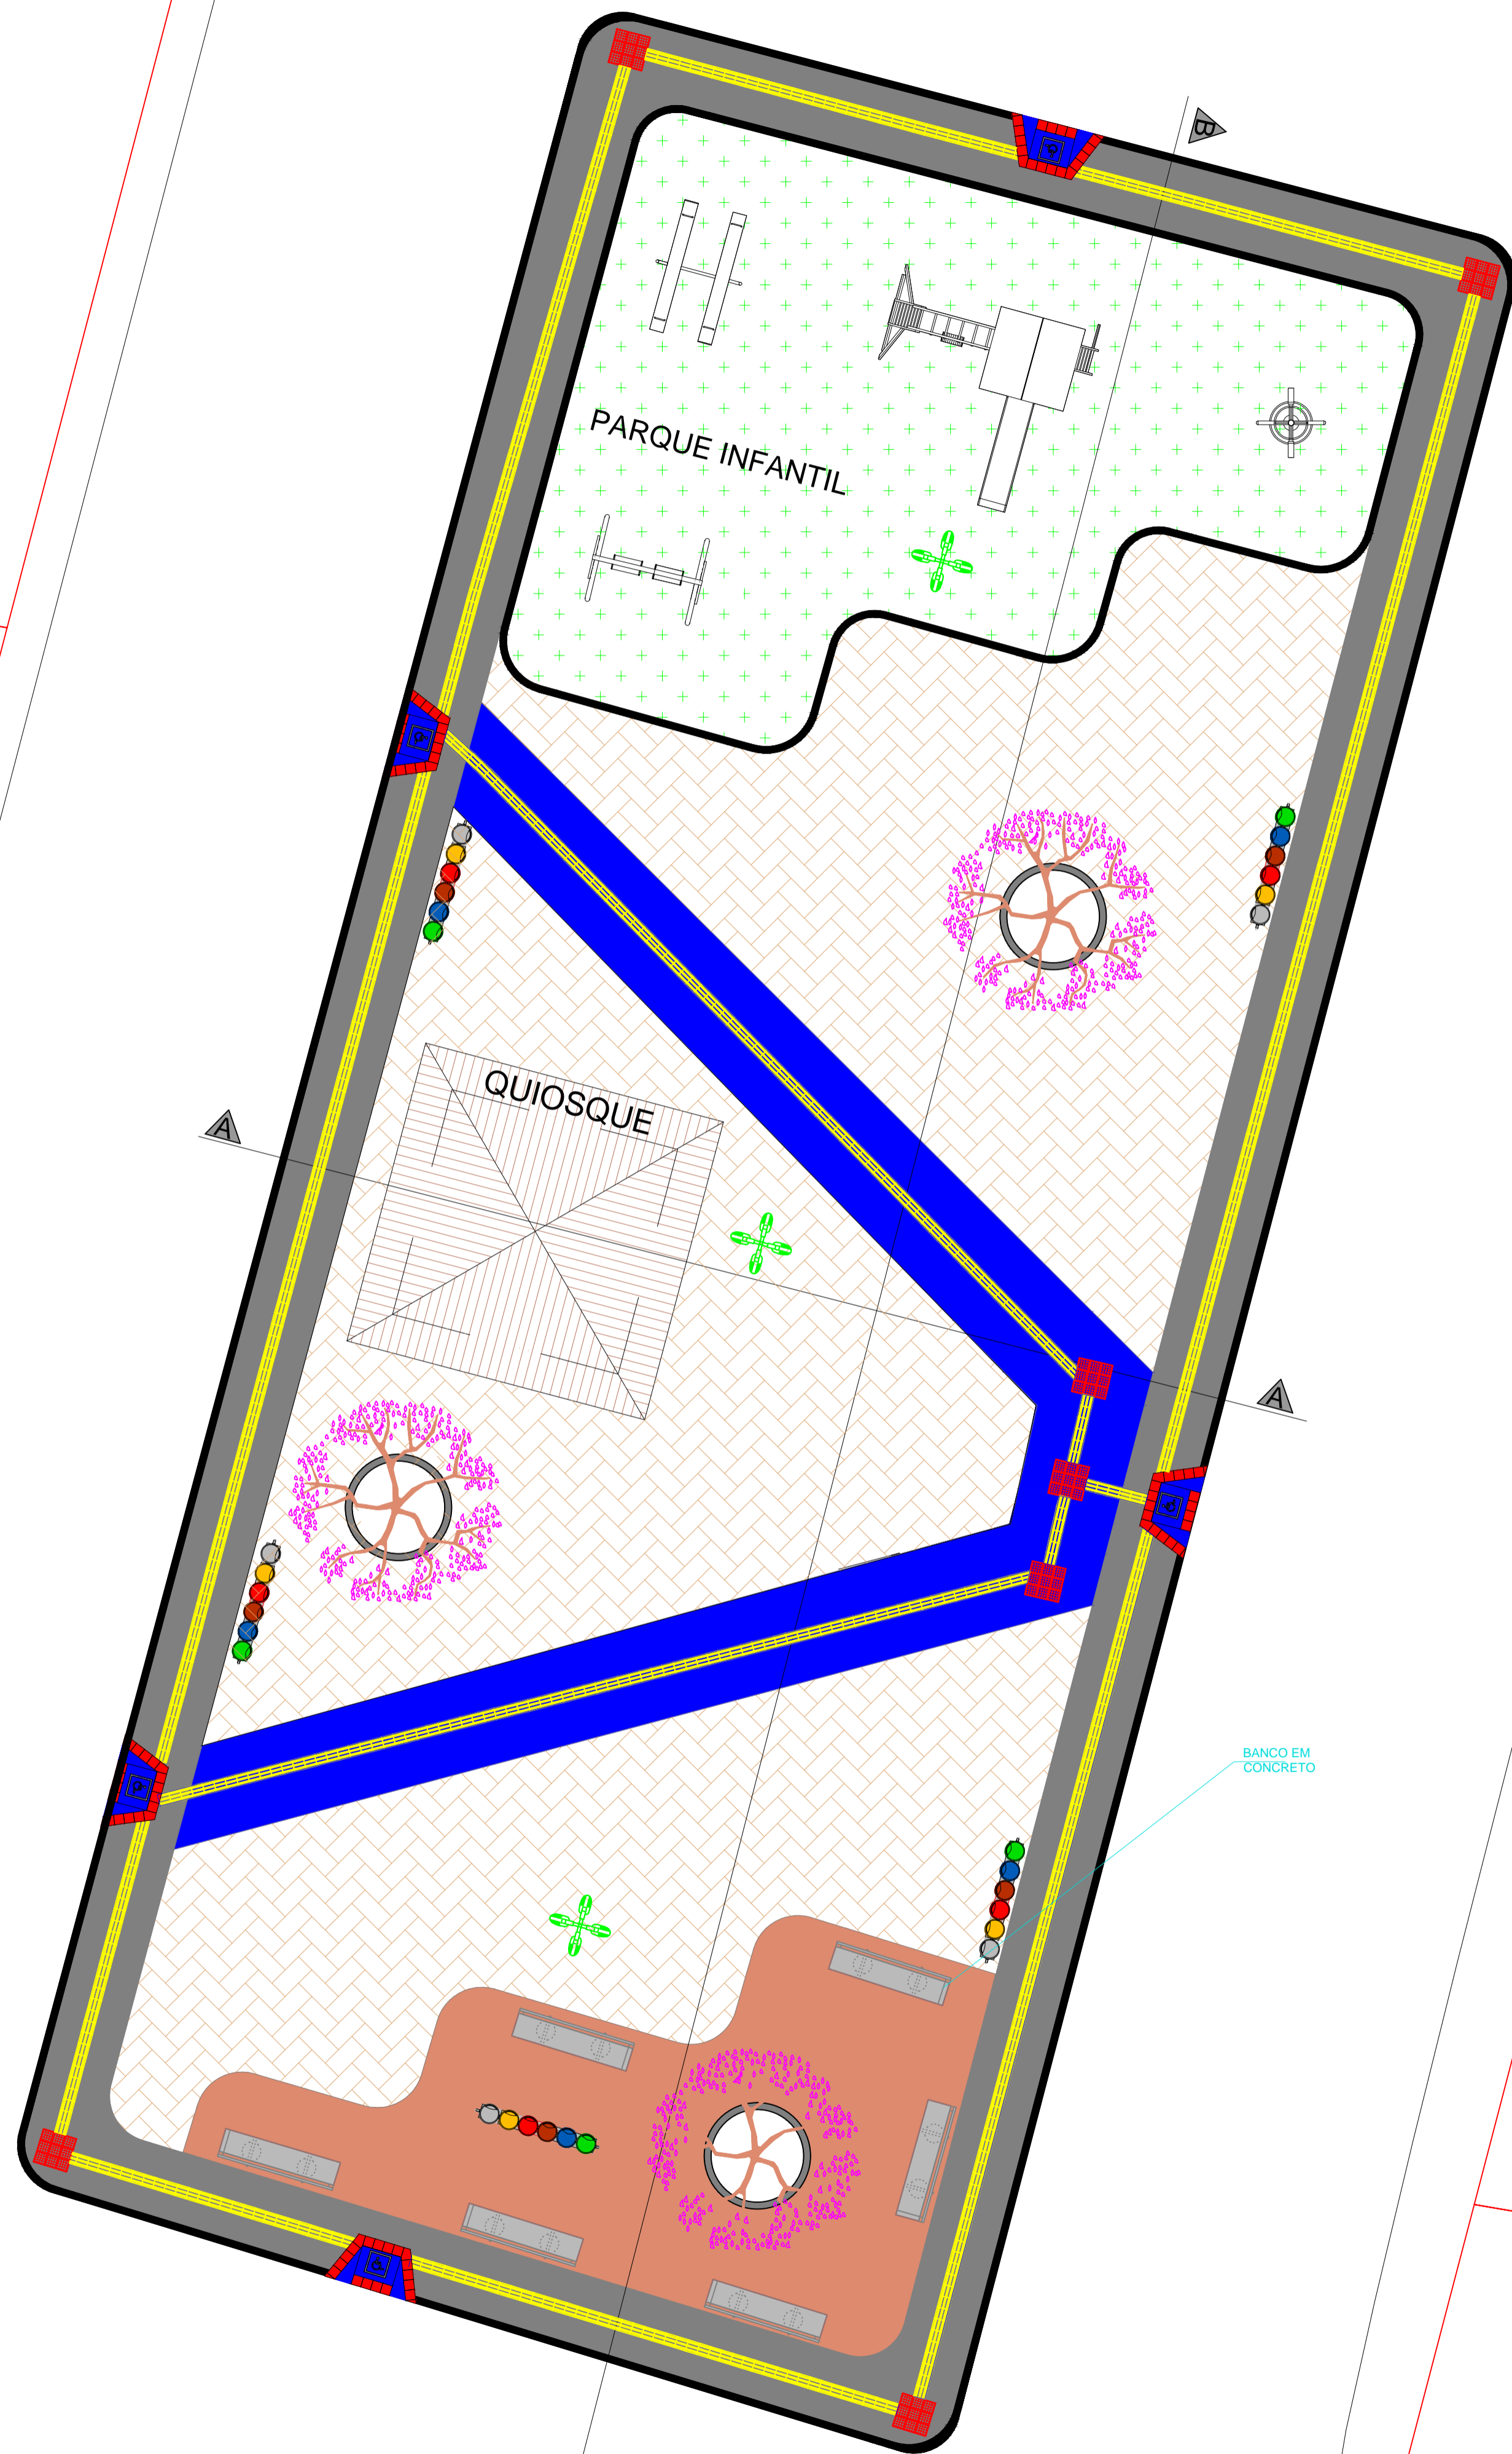 B
PARQUE INFANTIL
QUIOSQUE
A
A
BANCO EM
CONCRETO